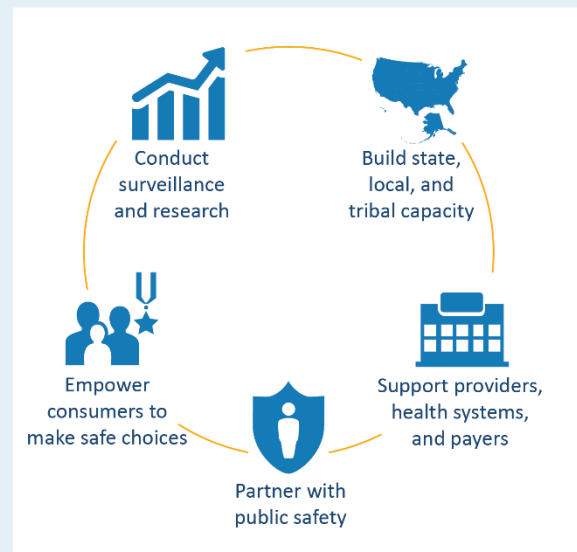 Conduct
surveillance
and research
Build state,
local, and
tribal capacity
Empower
consumers to
make safe choices
Support providers,
health systems,
and payers
Partner with
public safety